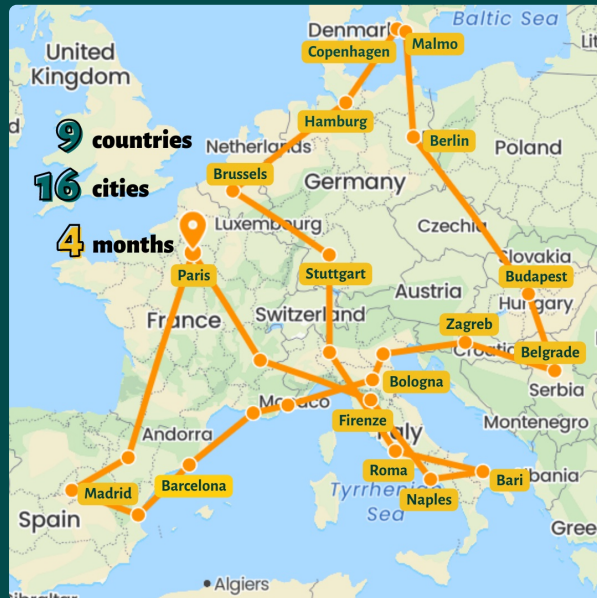 Baltic Sea
Denmark
Copenhagen
Malmo
United
Kingdom
Hamburg
9 countries
Netherlands
Berlin
Poland
16 cities
Brussels
Germany
4 months
Luxembourg
Czechia
Paris
Stuttgart
Slovakia
Budapest
Austria
Hungary
France
Switzerland
Zagreb
Croatia
Belgrade
Serbia
Bologna
Monaco
Firenze
Italy
Montenegro
Andorra
Roma
Bari
Albania
Madrid
Barcelona
Naples
Tyrrhenian
Sea
Spain
Gree
Algiers
Gibraltar